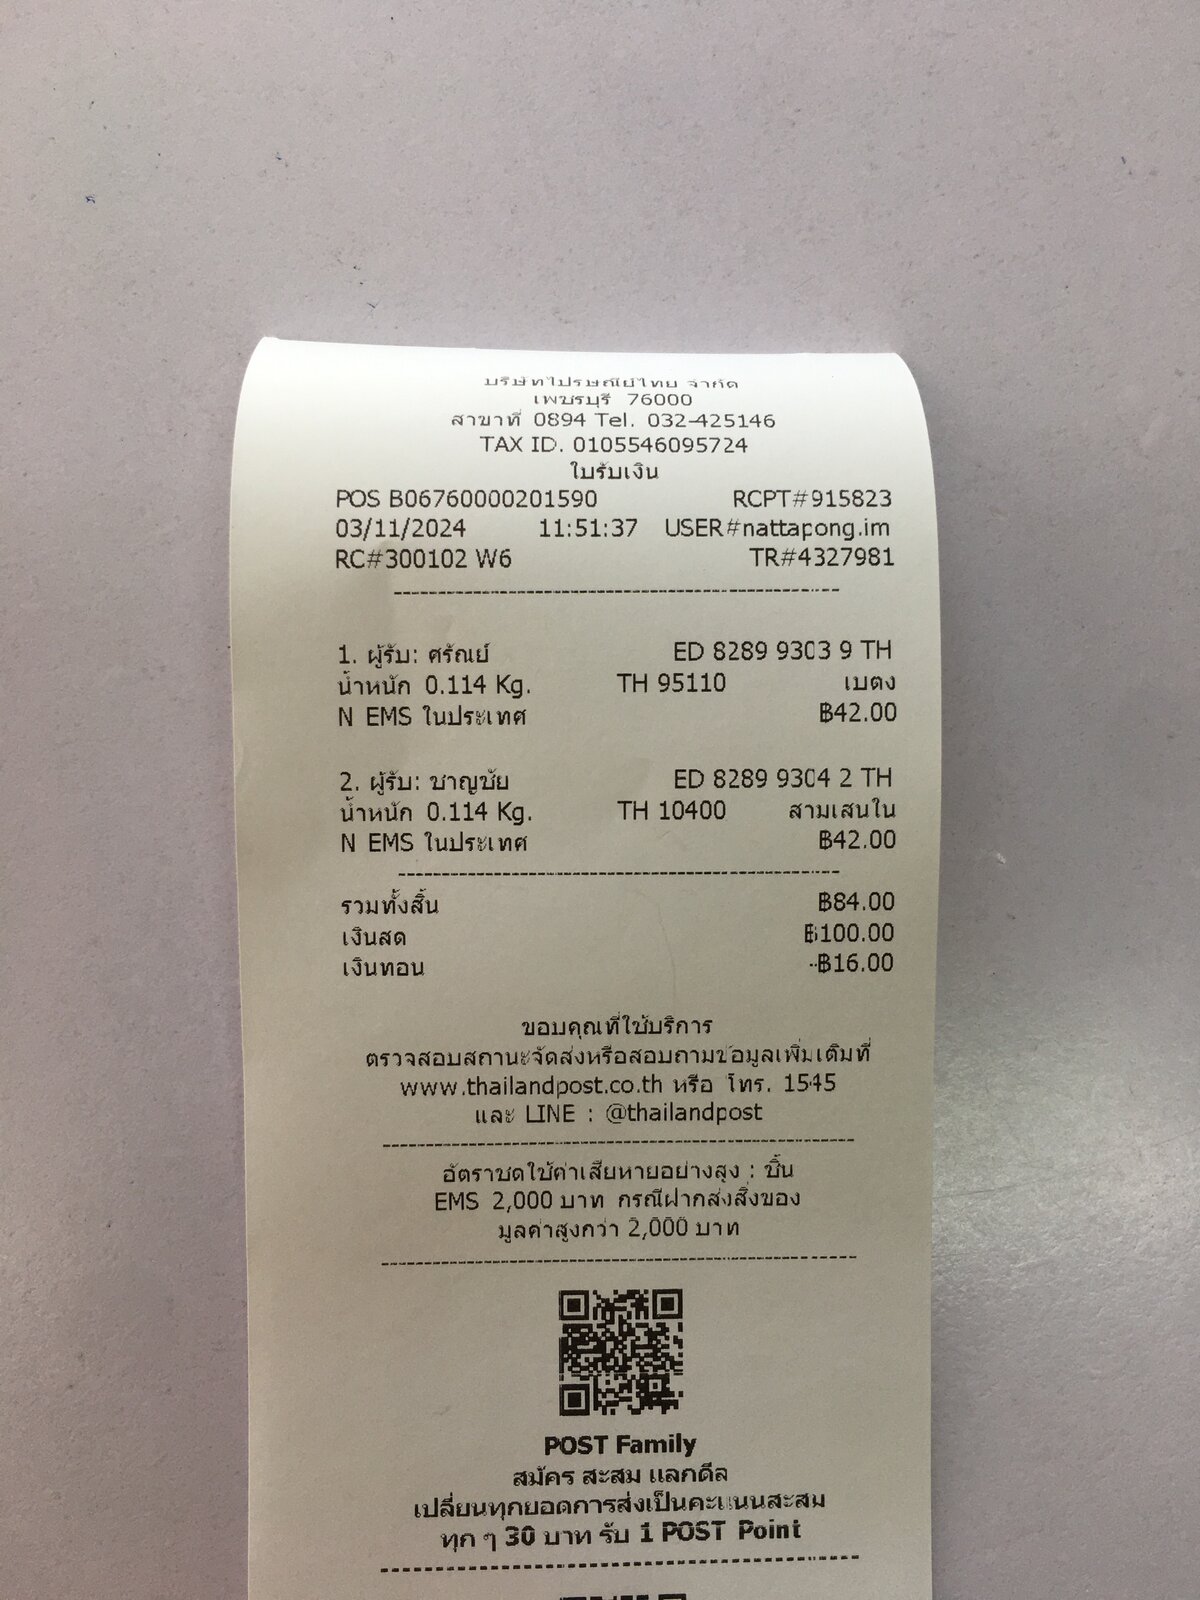 บริษัทไปรษณีย์ไทย จำกัด
เพชรบุรี 76000
สาขาที่ 0894 Tel. 032-425146
TAX ID. 0105546095724
ใบรับเงิน
POS B06760000201590 RCPT#915823
03/11/2024 11:51:37 USER#nattapong.im
RC#300102 W6 TR#4327981
1. ผู้รับ: ศรัณย์ ED 8289 9303 9 TH
น้ำหนัก 0.114 Kg. TH 95110 เบตง
N EMS ในประเทศ ฿42.00
2. ผู้รับ: ชาญชัย ED 8289 9304 2 TH
น้ำหนัก 0.114 Kg. TH 10400 สามเสนใน
N EMS ในประเทศ ฿42.00
รวมทั้งสิ้น ฿84.00
เงินสด ฿100.00
เงินทอน -฿16.00
ขอบคุณที่ใช้บริการ
ตรวจสอบสถานะจัดส่งหรือสอบถามข้อมูลเพิ่มเติมที่
www.thailandpost.co.th หรือ โทร. 1545
และ LINE : @thailandpost
อัตราชดใช้ค่าเสียหายอย่างสูง : ชิ้น
EMS 2,000 บาท กรณีฝากส่งสิ่งของ
มูลค่าสูงกว่า 2,000 บาท
POST Family
สมัคร สะสม แลกดีล
เปลี่ยนทุกยอดการส่งเป็นคะแนนสะสม
ทุก ๆ 30 บาท รับ 1 POST Point